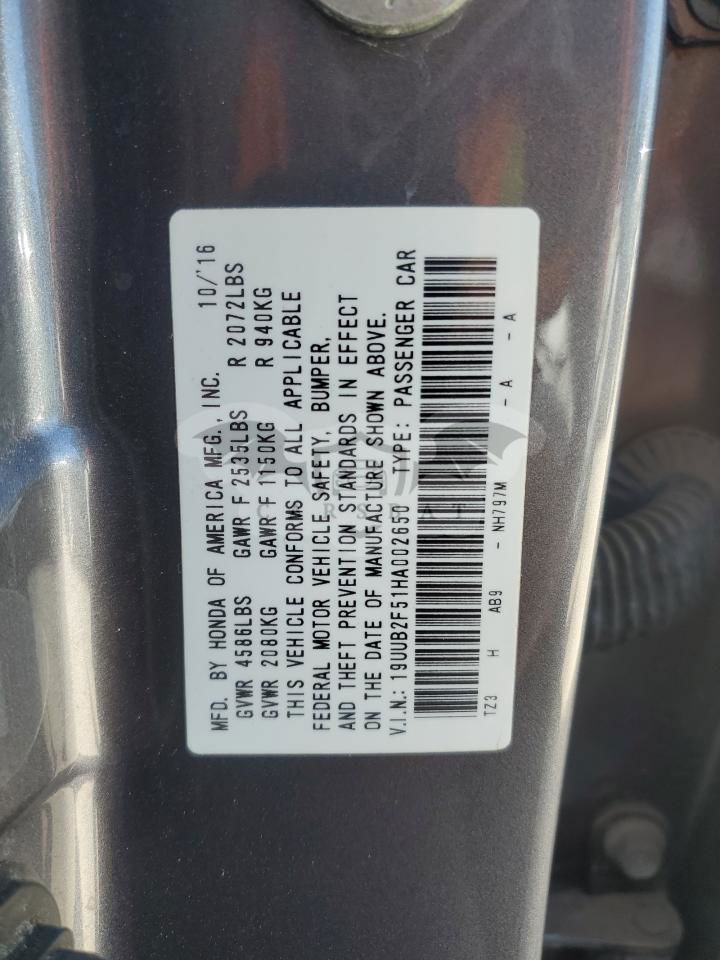 MFD. BY HONDA OF AMERICA MFG., INC. 10/'16
GVWR 4586LBS GAWR F 2535LBS R 2072LBS
GVWR 2080KG GAWR F 1150KG R 940KG
THIS VEHICLE CONFORMS TO ALL APPLICABLE
FEDERAL MOTOR VEHICLE SAFETY, BUMPER,
AND THEFT PREVENTION STANDARDS IN EFFECT
ON THE DATE OF MANUFACTURE SHOWN ABOVE.
V.I.N.: 19UUB2F51HA002650 TYPE: PASSENGER CAR
TZ3 H AB9 - NH797M - A - A